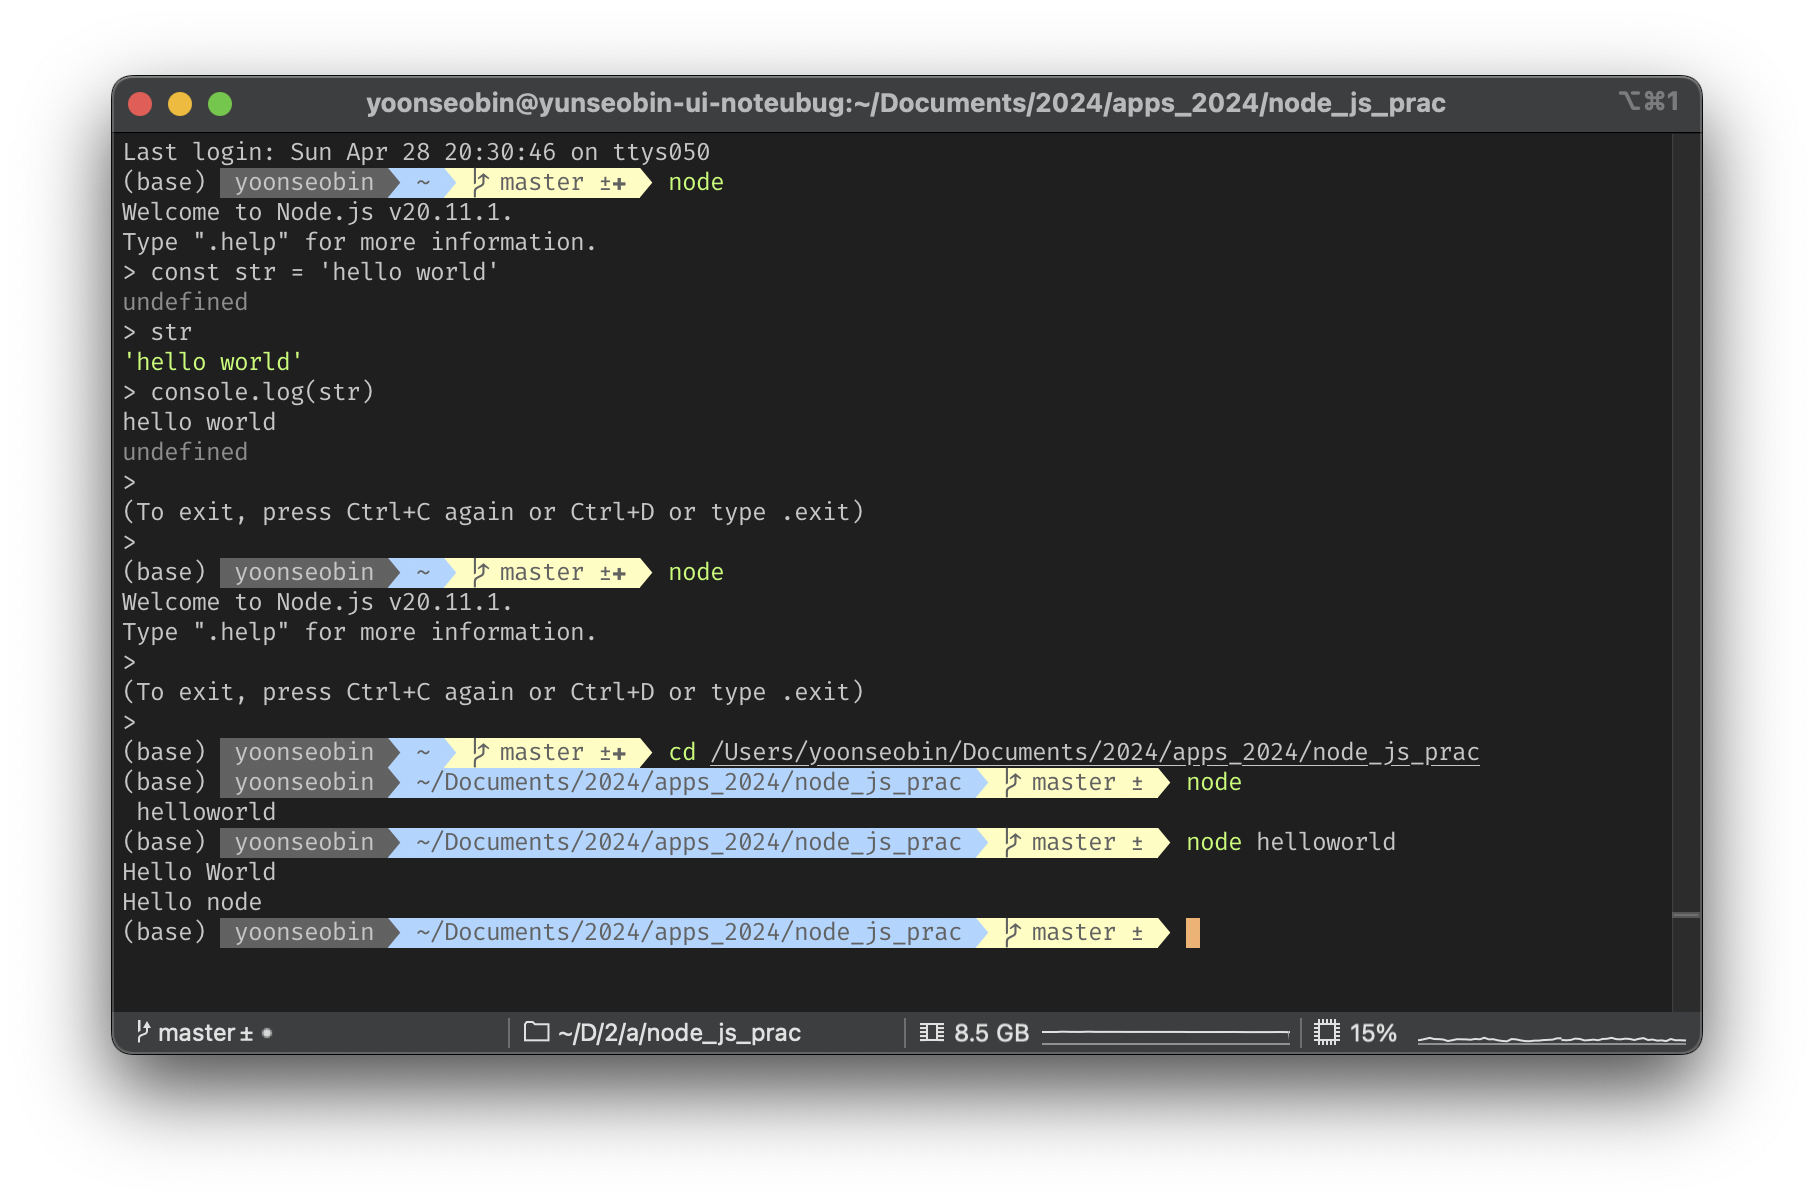 yoonseobin@yunseobin-ui-noteubug:~/Documents/2024/apps_2024/node_js_prac ⌥⌘1
Last login: Sun Apr 28 20:30:46 on ttys050
(base) yoonseobin ~ master ±✚ node
Welcome to Node.js v20.11.1.
Type ".help" for more information.
> const str = 'hello world'
undefined
> str
'hello world'
> console.log(str)
hello world
undefined
>
(To exit, press Ctrl+C again or Ctrl+D or type .exit)
>
(base) yoonseobin ~ master ±✚ node
Welcome to Node.js v20.11.1.
Type ".help" for more information.
>
(To exit, press Ctrl+C again or Ctrl+D or type .exit)
>
(base) yoonseobin ~ master ±✚ cd /Users/yoonseobin/Documents/2024/apps_2024/node_js_prac
(base) yoonseobin ~/Documents/2024/apps_2024/node_js_prac master ± node
helloworld
(base) yoonseobin ~/Documents/2024/apps_2024/node_js_prac master ± node helloworld
Hello World
Hello node
(base) yoonseobin ~/Documents/2024/apps_2024/node_js_prac master ±
master ± • ~/D/2/a/node_js_prac 8.5 GB 15%